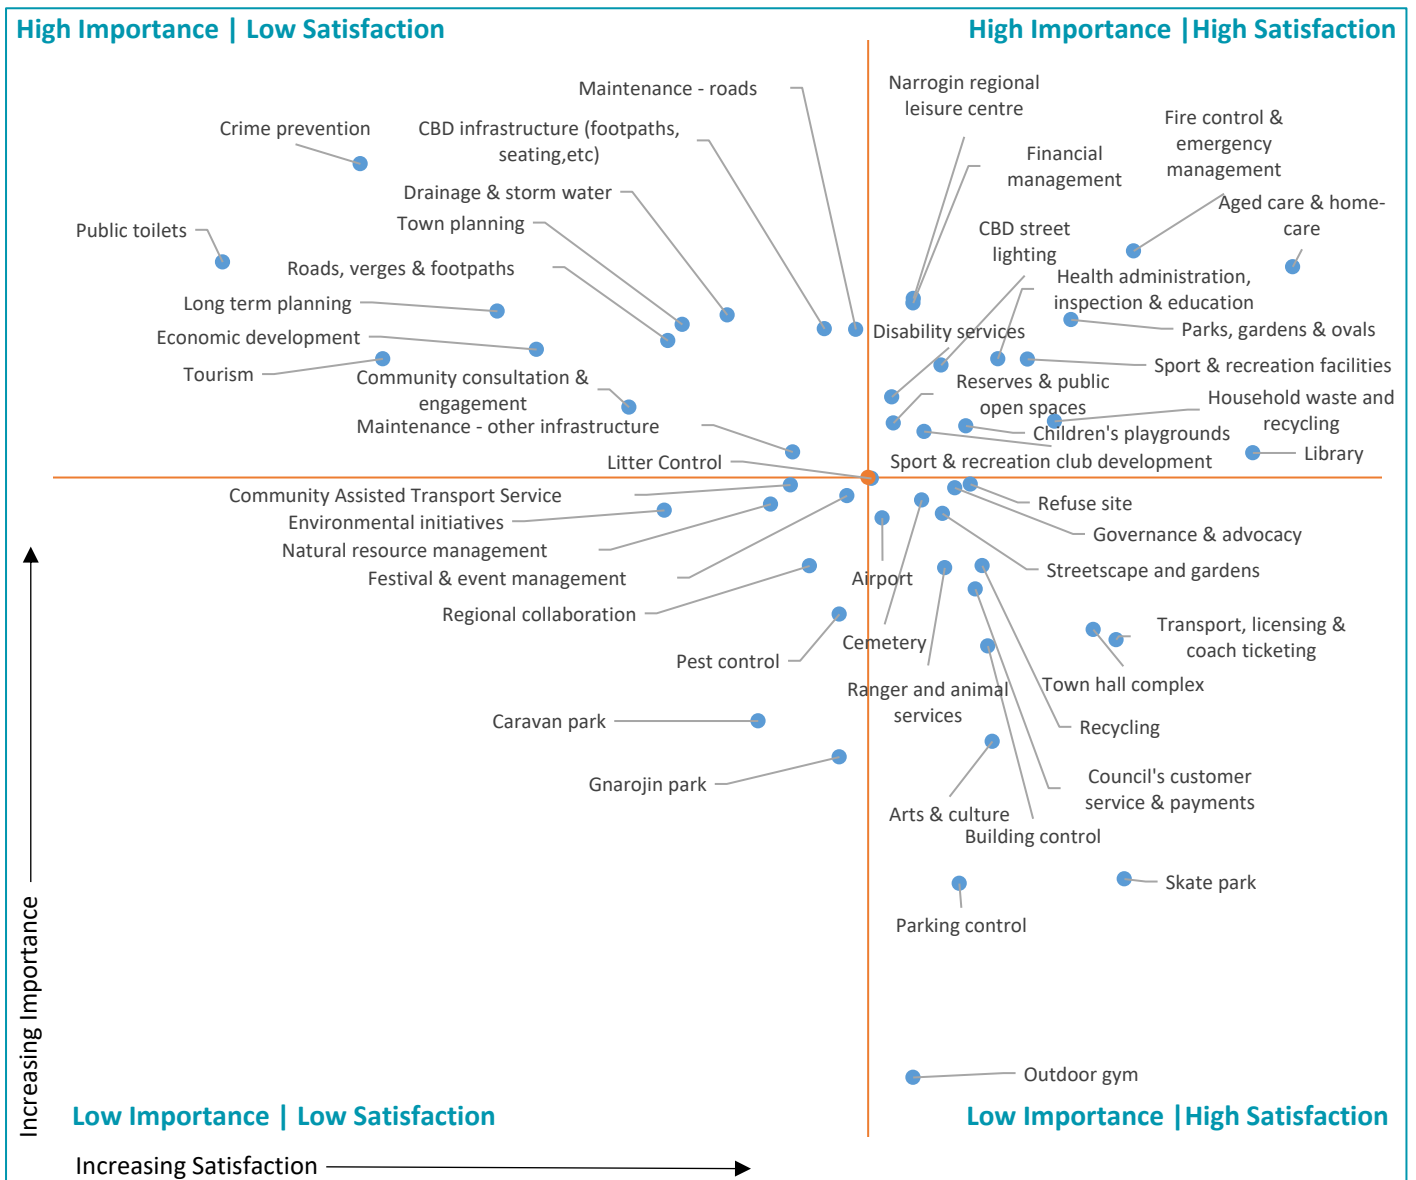 High Importance | Low Satisfaction
High Importance |High Satisfaction
Maintenance - roads
Narrogin regional
leisure centre
Crime prevention
CBD infrastructure (footpaths,
seating,etc)
Fire control &
emergency
management
Financial
management
Drainage & storm water
Town planning
Aged care & home-
care
Public toilets
CBD street
lighting
Roads, verges & footpaths
Health administration,
inspection & education
Long term planning
Disability services
Parks, gardens & ovals
Economic development
Tourism
Sport & recreation facilities
Community consultation &
engagement
Reserves & public
open spaces
Household waste and
recycling
Maintenance - other infrastructure
Children's playgrounds
Litter Control
Sport & recreation club development
Library
Community Assisted Transport Service
Refuse site
Environmental initiatives
Governance & advocacy
Natural resource management
Festival & event management
Airport
Streetscape and gardens
Regional collaboration
Cemetery
Transport, licensing &
coach ticketing
Pest control
Ranger and animal
services
Town hall complex
Caravan park
Recycling
Gnarojin park
Council's customer
service & payments
Arts & culture
Building control
Skate park
Parking control
Outdoor gym
Increasing Importance
Low Importance | Low Satisfaction
Low Importance |High Satisfaction
Increasing Satisfaction